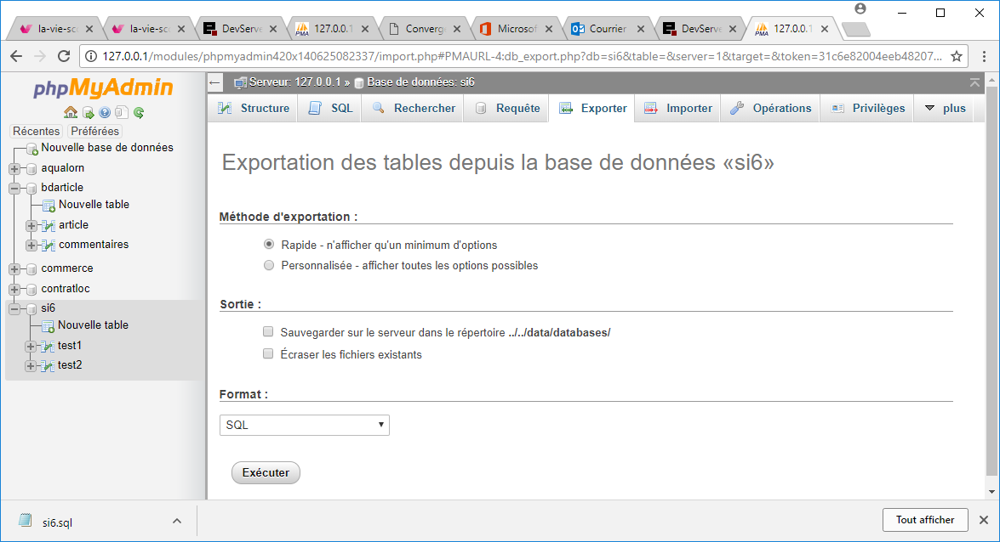 la-vie-sc
la-vie-sc
DevServe
127.0.0.1
Converge
Microsof
Courrier
DevServe
127.0.0.1
127.0.0.1/modules/phpmyadmin420x140625082337/import.php#PMAURL-4:db_export.php?db=si6&table=&server=1&target=&token=31c6e82004eeb48207...
phpMyAdmin
Récentes Préférées
Nouvelle base de données
aqualorn
bdarticle
Nouvelle table
article
commentaires
commerce
contratloc
si6
Nouvelle table
test1
test2
Serveur: 127.0.0.1 » Base de données: si6
Structure SQL Rechercher Requête Exporter Importer Opérations Privilèges plus
Exportation des tables depuis la base de données «si6»
Méthode d'exportation :
Rapide - n'afficher qu'un minimum d'options
Personnalisée - afficher toutes les options possibles
Sortie :
Sauvegarder sur le serveur dans le répertoire ../../data/databases/
Écraser les fichiers existants
Format :
SQL
Exécuter
si6.sql
Tout afficher